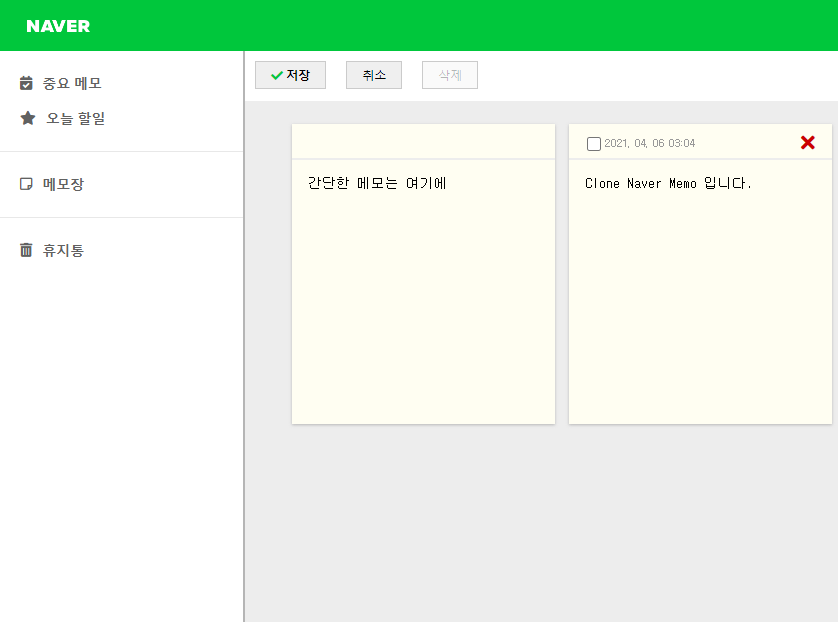 NAVER
중요 메모
오늘 할일
메모장
휴지통
저장 취소 삭제
간단한 메모는 여기에
2021. 04. 06 03:04
Clone Naver Memo 입니다.